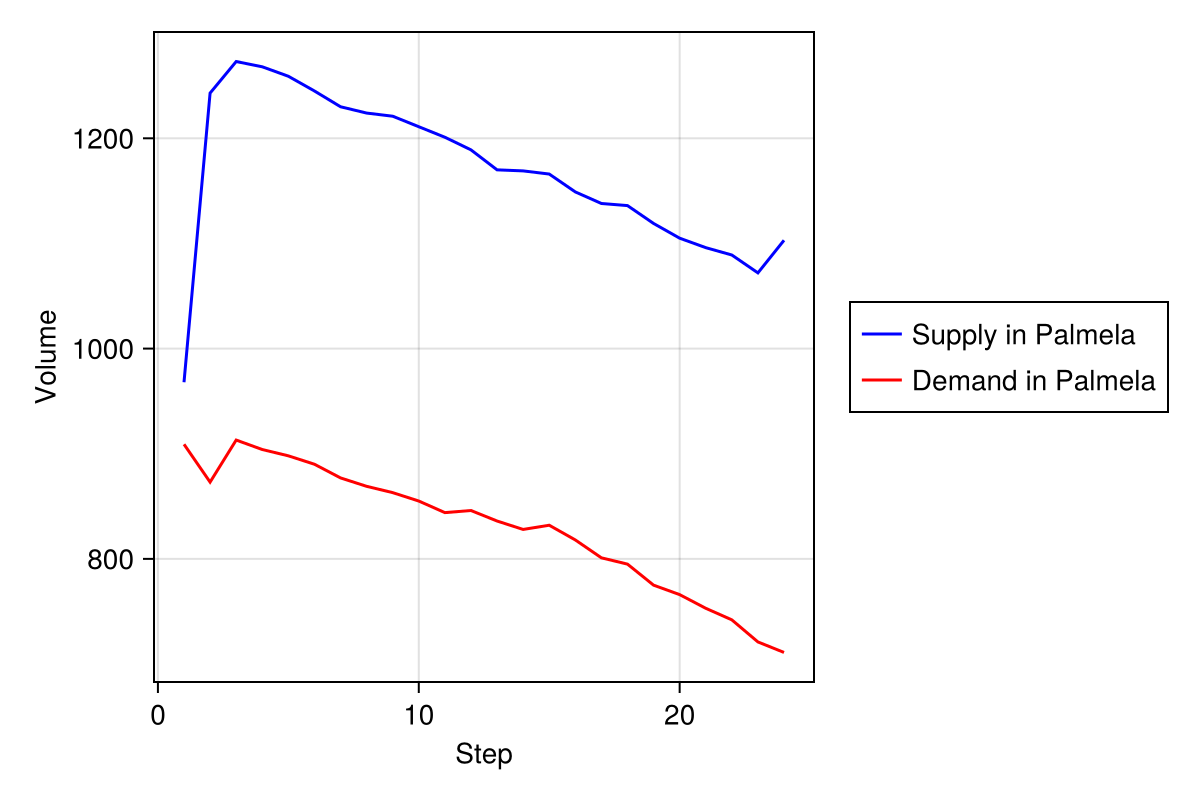 1200
1000
800
Volume
0 10 20
Step
Supply in Palmela
Demand in Palmela